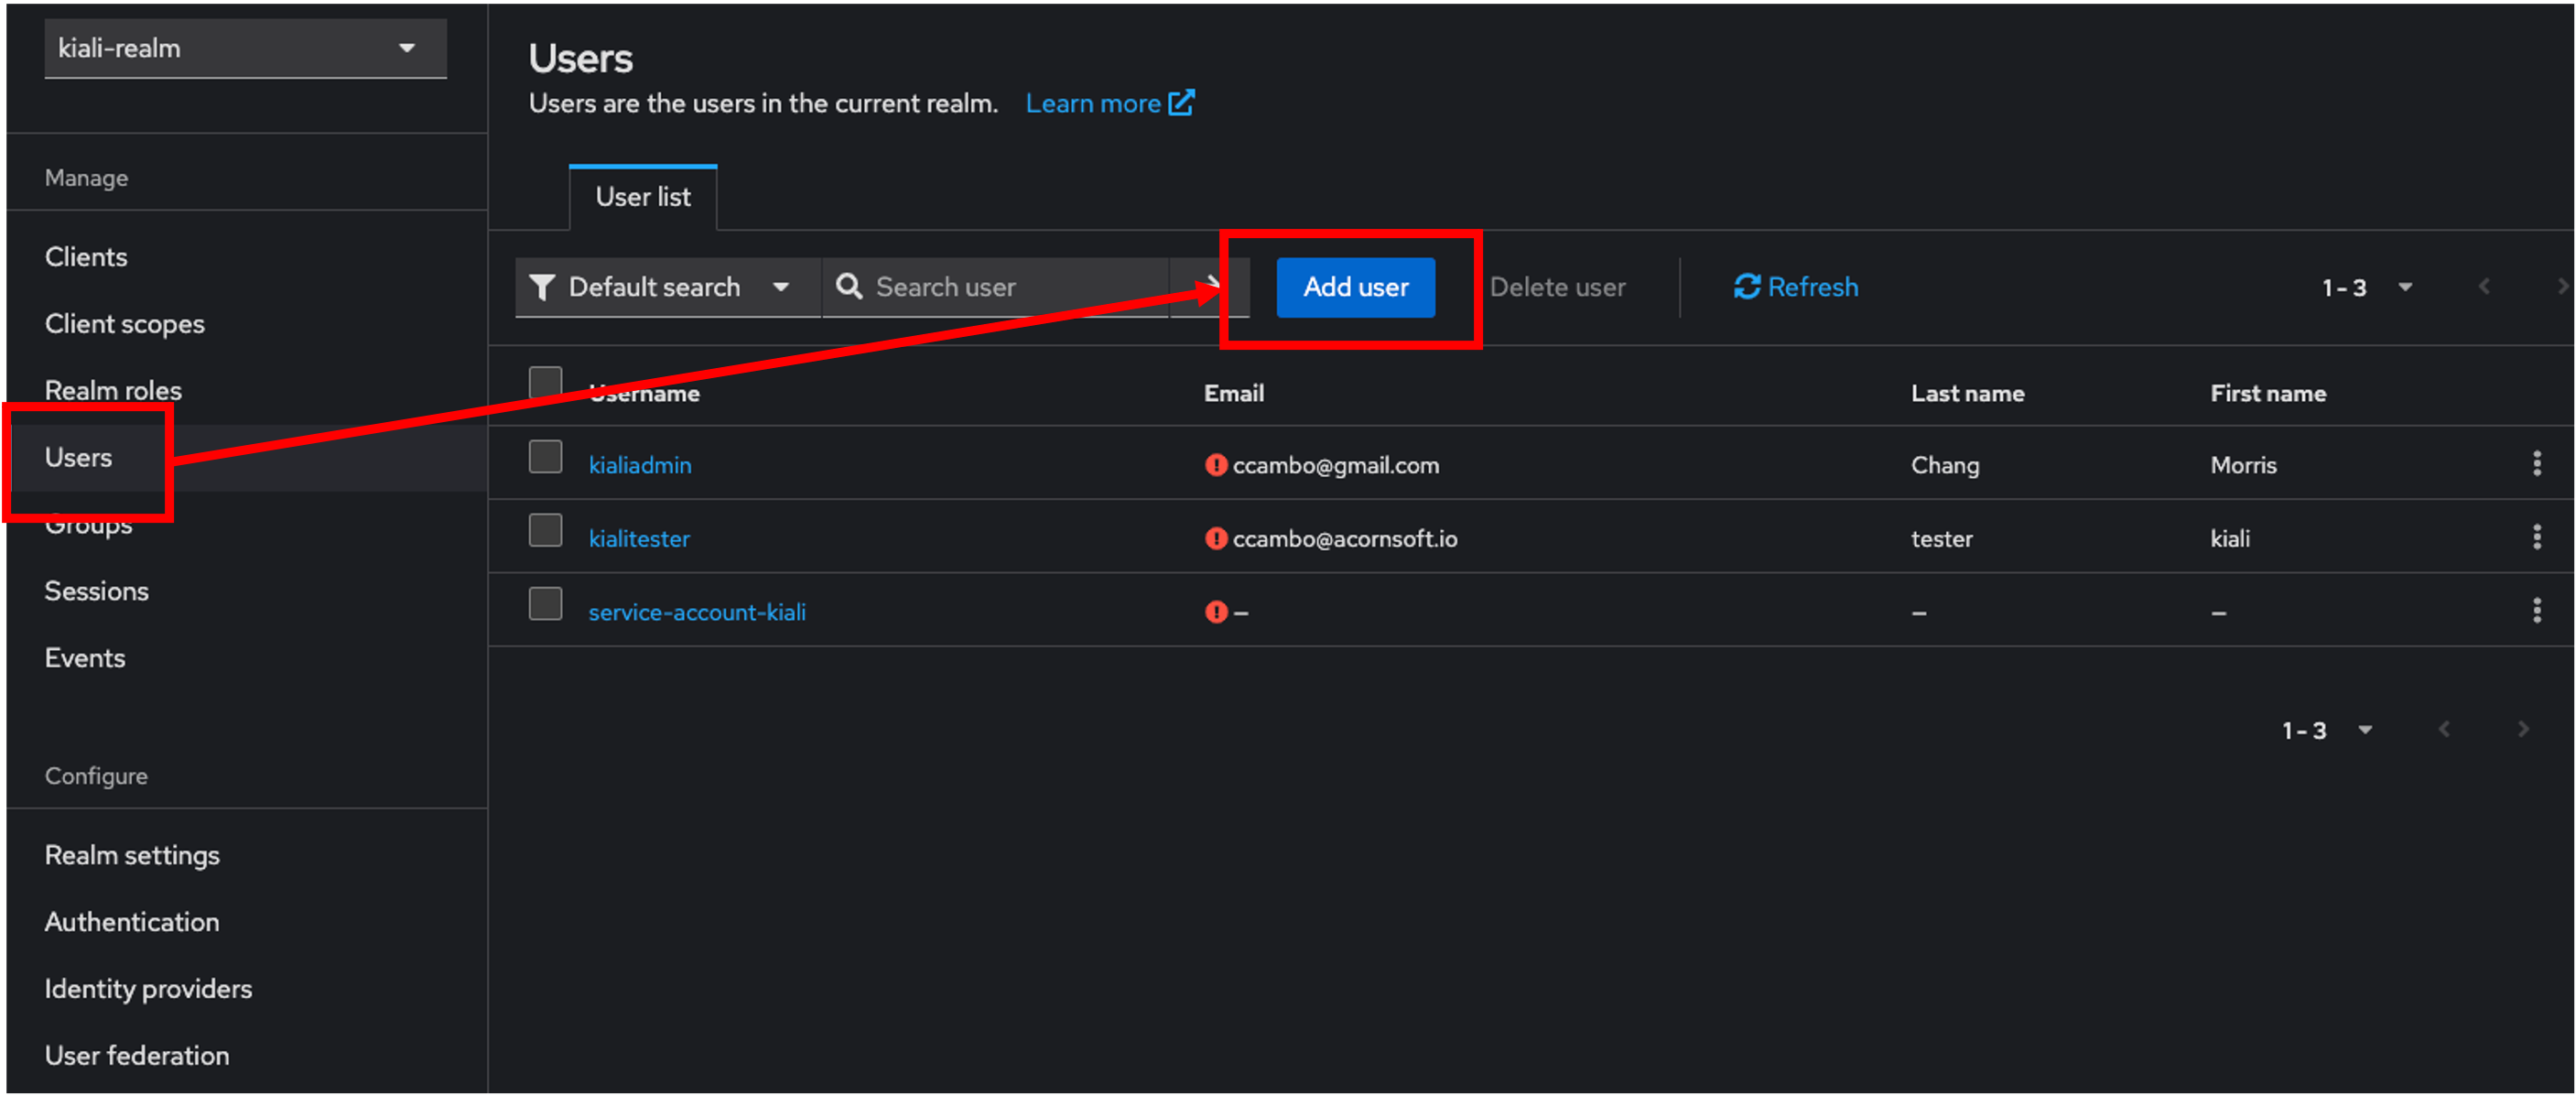 kiali-realm
Manage
Clients
Client scopes
Realm roles
Users
Groups
Sessions
Events
Configure
Realm settings
Authentication
Identity providers
User federation
Users
Users are the users in the current realm. Learn more
User list
Default search Search user Add user Delete user Refresh 1 - 3
Username Email Last name First name
kialiadmin ccambo@gmail.com Chang Morris
kialitester ccambo@acornsoft.io tester kiali
service-account-kiali – – –
1 - 3